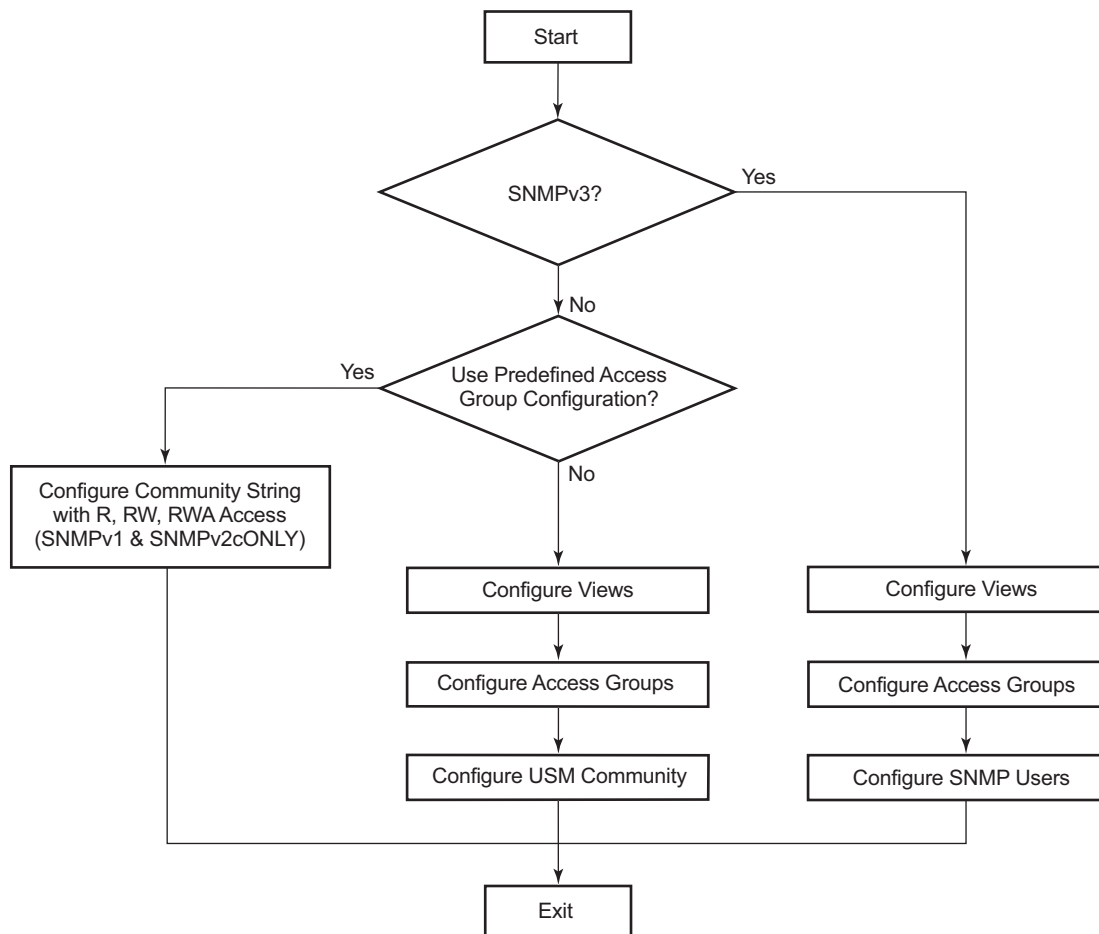 Start
SNMPv3?
Yes
No
Yes
Use Predefined Access
Group Configuration?
No
Configure Community String
with R, RW, RWA Access
(SNMPv1 & SNMPv2cONLY)
Configure Views
Configure Views
Configure Access Groups
Configure Access Groups
Configure USM Community
Configure SNMP Users
Exit